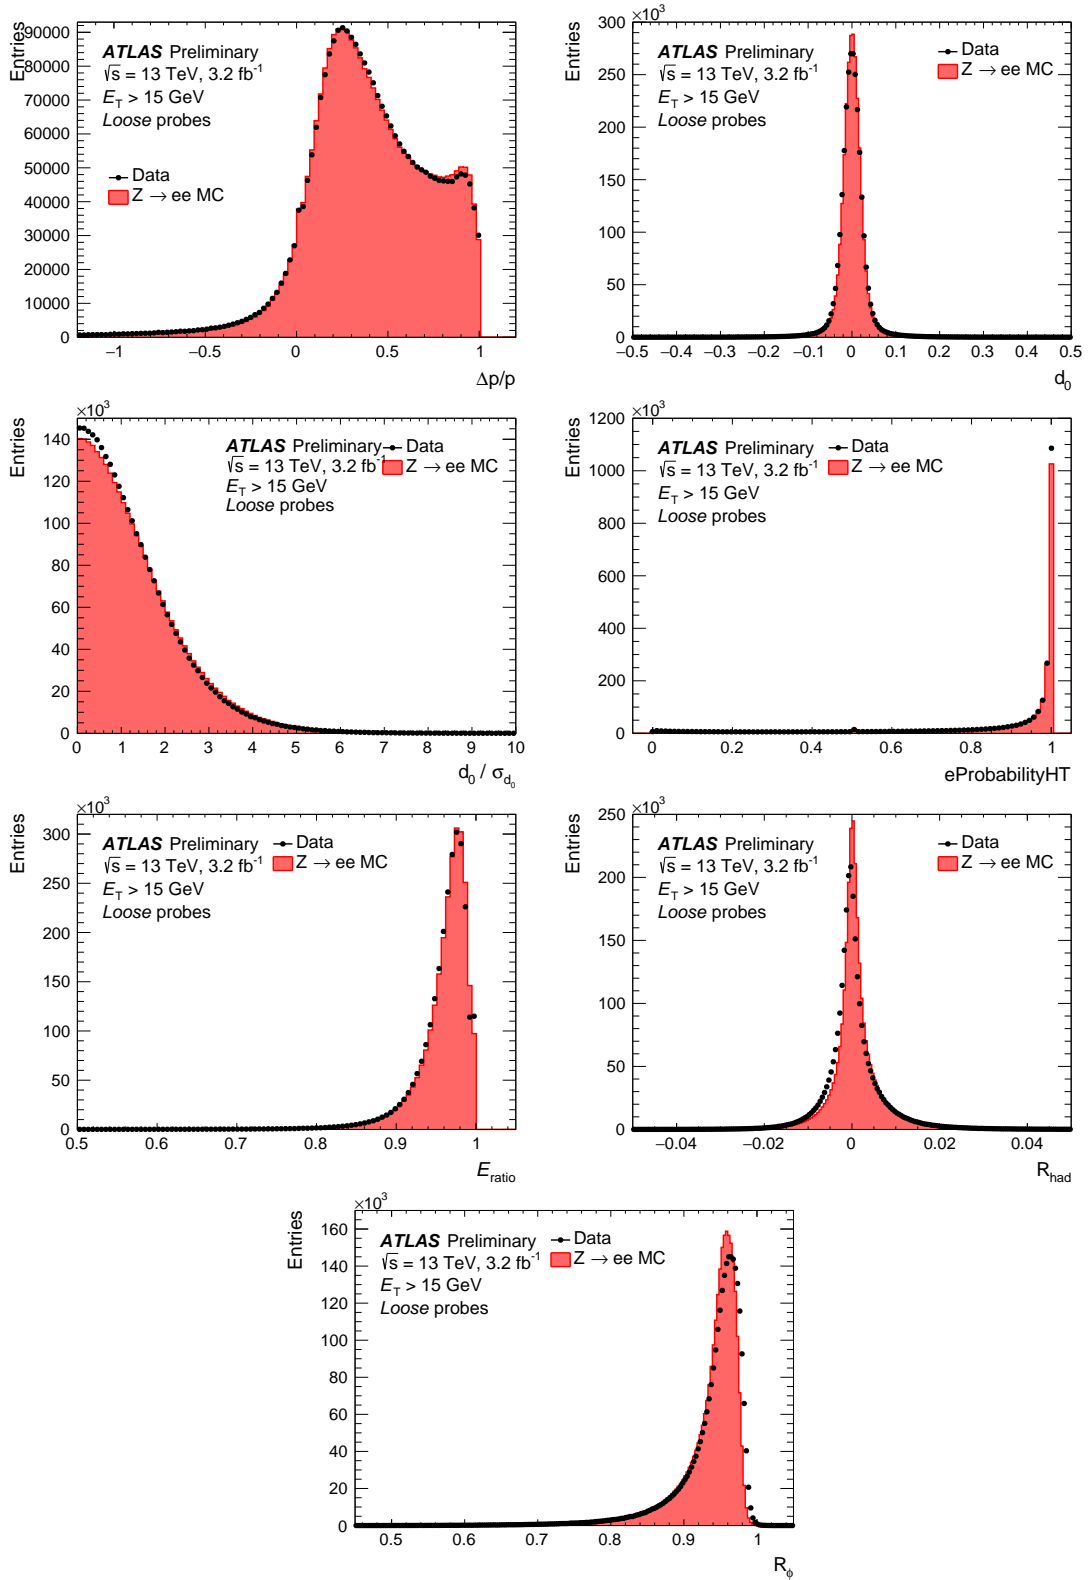 Entries
90000
80000
70000
60000
50000
40000
30000
20000
10000
0
ATLAS Preliminary
√s = 13 TeV, 3.2 fb⁻¹
E_T > 15 GeV
Loose probes
Data
Z → ee MC
−1 −0.5 0 0.5 1
Δp/p
×10³
Entries
300
250
200
150
100
50
0
ATLAS Preliminary
√s = 13 TeV, 3.2 fb⁻¹
E_T > 15 GeV
Loose probes
Data
Z → ee MC
−0.5 −0.4 −0.3 −0.2 −0.1 0 0.1 0.2 0.3 0.4 0.5
d₀
×10³
Entries
140
120
100
80
60
40
20
0
ATLAS Preliminary
√s = 13 TeV, 3.2 fb⁻¹
E_T > 15 GeV
Loose probes
Data
Z → ee MC
0 1 2 3 4 5 6 7 8 9 10
d₀ / σ_d₀
×10³
Entries
1200
1000
800
600
400
200
0
ATLAS Preliminary
√s = 13 TeV, 3.2 fb⁻¹
E_T > 15 GeV
Loose probes
Data
Z → ee MC
0 0.2 0.4 0.6 0.8 1
eProbabilityHT
×10³
Entries
300
250
200
150
100
50
0
ATLAS Preliminary
√s = 13 TeV, 3.2 fb⁻¹
E_T > 15 GeV
Loose probes
Data
Z → ee MC
0.5 0.6 0.7 0.8 0.9 1
E_ratio
×10³
Entries
250
200
150
100
50
0
ATLAS Preliminary
√s = 13 TeV, 3.2 fb⁻¹
E_T > 15 GeV
Loose probes
Data
Z → ee MC
−0.04 −0.02 0 0.02 0.04
R_had
×10³
Entries
160
140
120
100
80
60
40
20
0
ATLAS Preliminary
√s = 13 TeV, 3.2 fb⁻¹
E_T > 15 GeV
Loose probes
Data
Z → ee MC
0.5 0.6 0.7 0.8 0.9 1
R_ϕ